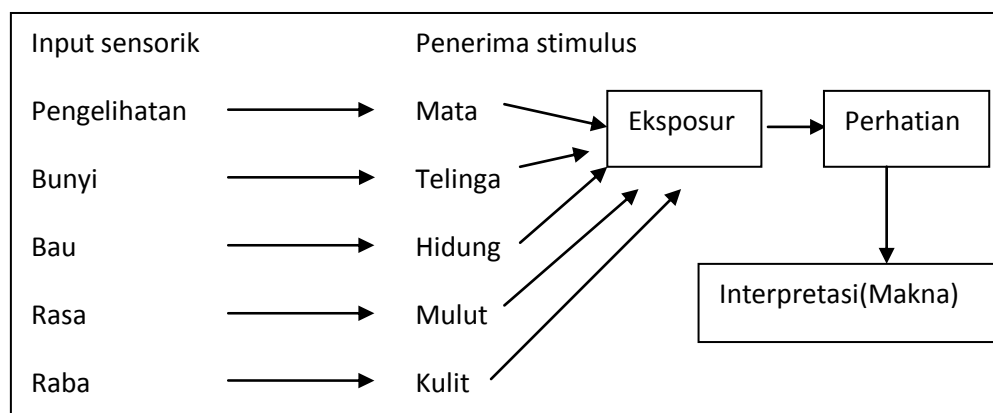 Input sensorik Penerima stimulus
Pengelihatan Mata Eksposur Perhatian
Bunyi Telinga
Bau Hidung
Interpretasi(Makna)
Rasa Mulut
Raba Kulit